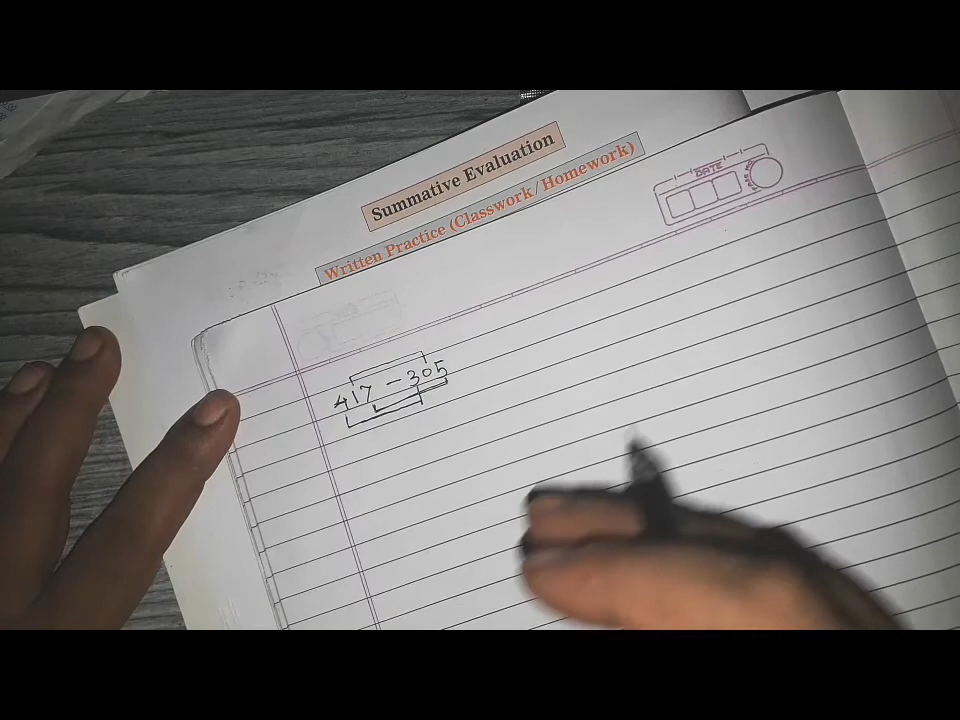 Summative Evaluation
Written Practice (Classwork/Homework)
DATE
417 - 305